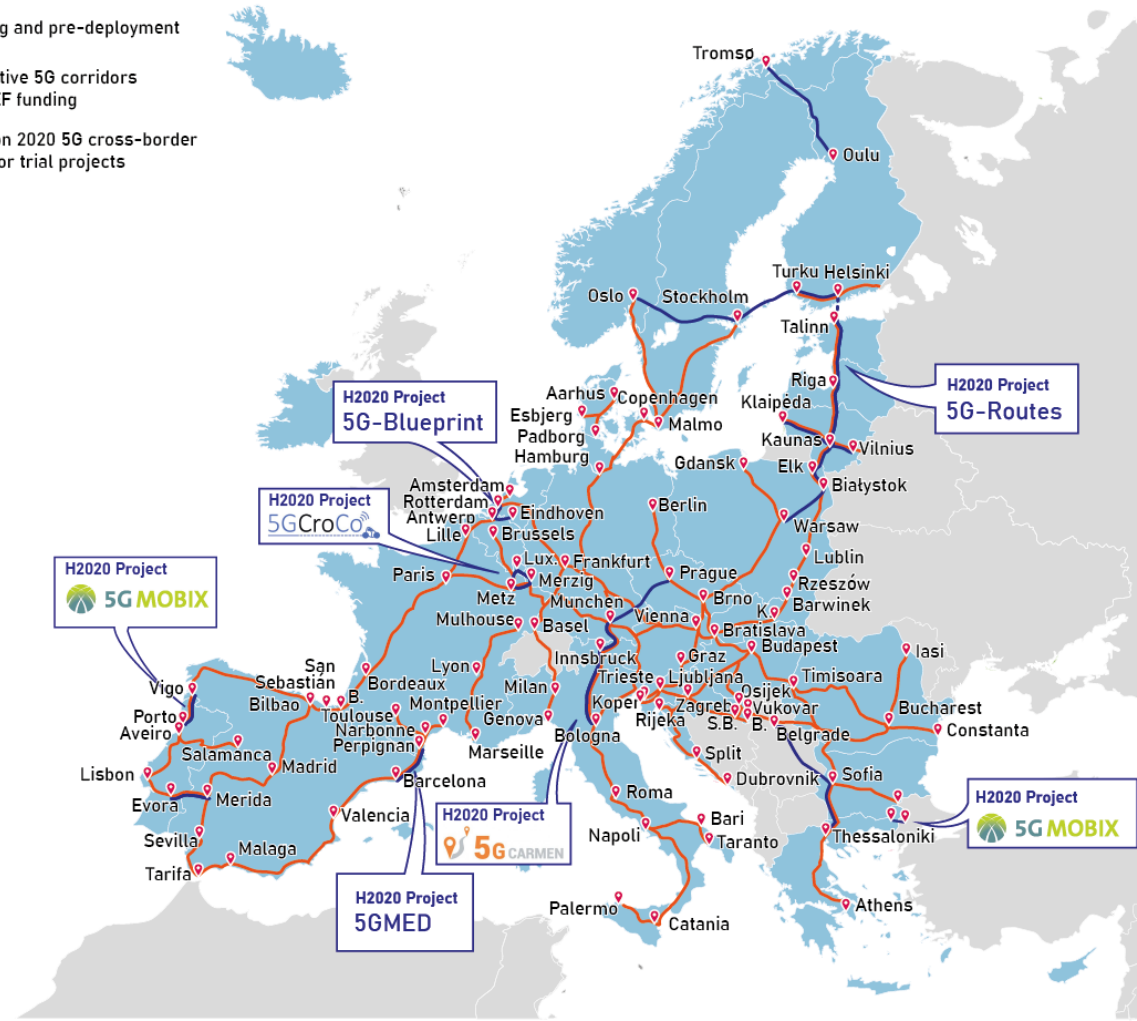 g and pre-deployment
tive 5G corridors
EF funding
on 2020 5G cross-border
or trial projects
Tromsø
Oulu
Turku Helsinki
Oslo
Stockholm
Talinn
Riga
H2020 Project
5G-Routes
Klaipėda
Kaunas
Vilnius
Aarhus
Copenhagen
Esbjerg
Malmo
Padborg
Hamburg
H2020 Project
5G-Blueprint
Gdansk
Elk
Białystok
Amsterdam
Rotterdam
Antwero
Eindhoven
Berlin
Warsaw
H2020 Project
5GCroCo
Lille
Brussels
Lublin
Lux.
Frankfurt
Paris
Merzig
Prague
Rzeszów
Metz
Munchen
Brno
Barwinek
K
H2020 Project
5G MOBIX
Mulhouse
Basel
Vienna
Bratislava
Innsbruck
Graz
Budapest
Iasi
San
Sebastian
Lyon
Trieste
Ljubljana
Timisoara
Vigo
Bilbao
B.
Bordeaux
Milan
Koper
Zagreb
Osijek
Vukovar
Bucharest
Porto
Toulouse
Montpellier
Genova
Rijeka
S.B.
B.
Constanta
Aveiro
Narbonne
Bologna
Belgrade
Perpignan
Marseille
Salamanca
Split
Lisbon
Madrid
Barcelona
Dubrovnik
Sofia
Evora
Merida
Roma
H2020 Project
5G MOBIX
Valencia
H2020 Project
5G CARMEN
Bari
Napoli
Taranto
Thessaloniki
Sevilla
Malaga
Tarifa
H2020 Project
5GMED
Athens
Palermo
Catania